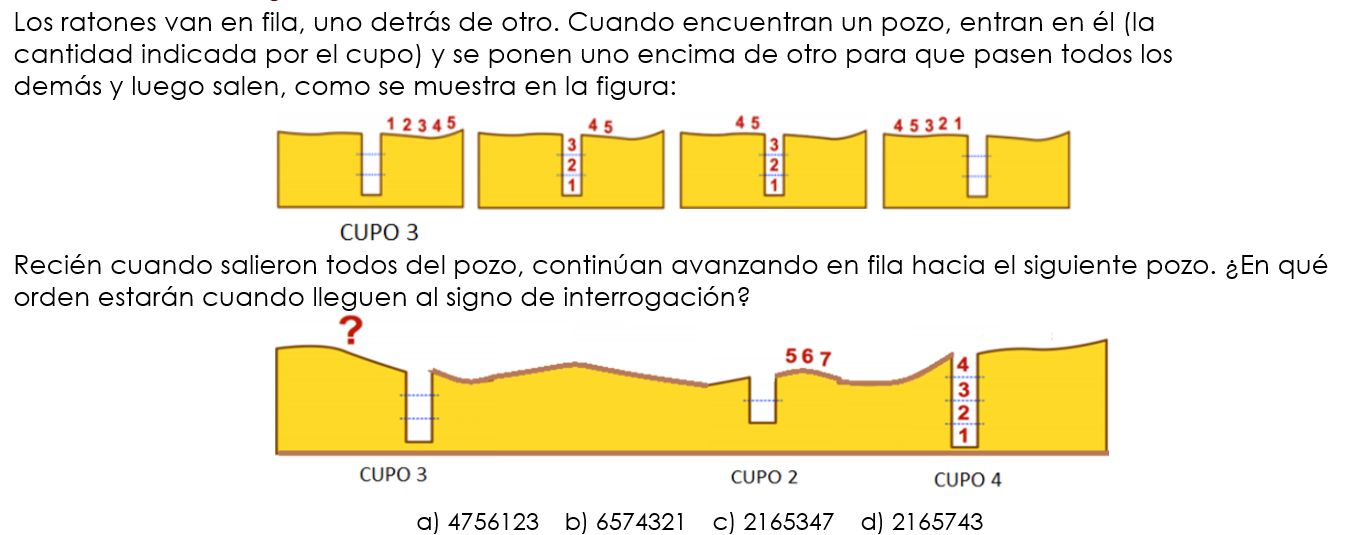 Los ratones van en fila, uno detrás de otro. Cuando encuentran un pozo, entran en él (la
cantidad indicada por el cupo) y se ponen uno encima de otro para que pasen todos los
demás y luego salen, como se muestra en la figura:
1 2 3 4 5
4 5
3
2
1
4 5
3
2
1
4 5 3 2 1
CUPO 3
Recién cuando salieron todos del pozo, continúan avanzando en fila hacia el siguiente pozo. ¿En qué
orden estarán cuando lleguen al signo de interrogación?
?
5 6 7
4
3
2
1
CUPO 3 CUPO 2 CUPO 4
a) 4756123 b) 6574321 c) 2165347 d) 2165743